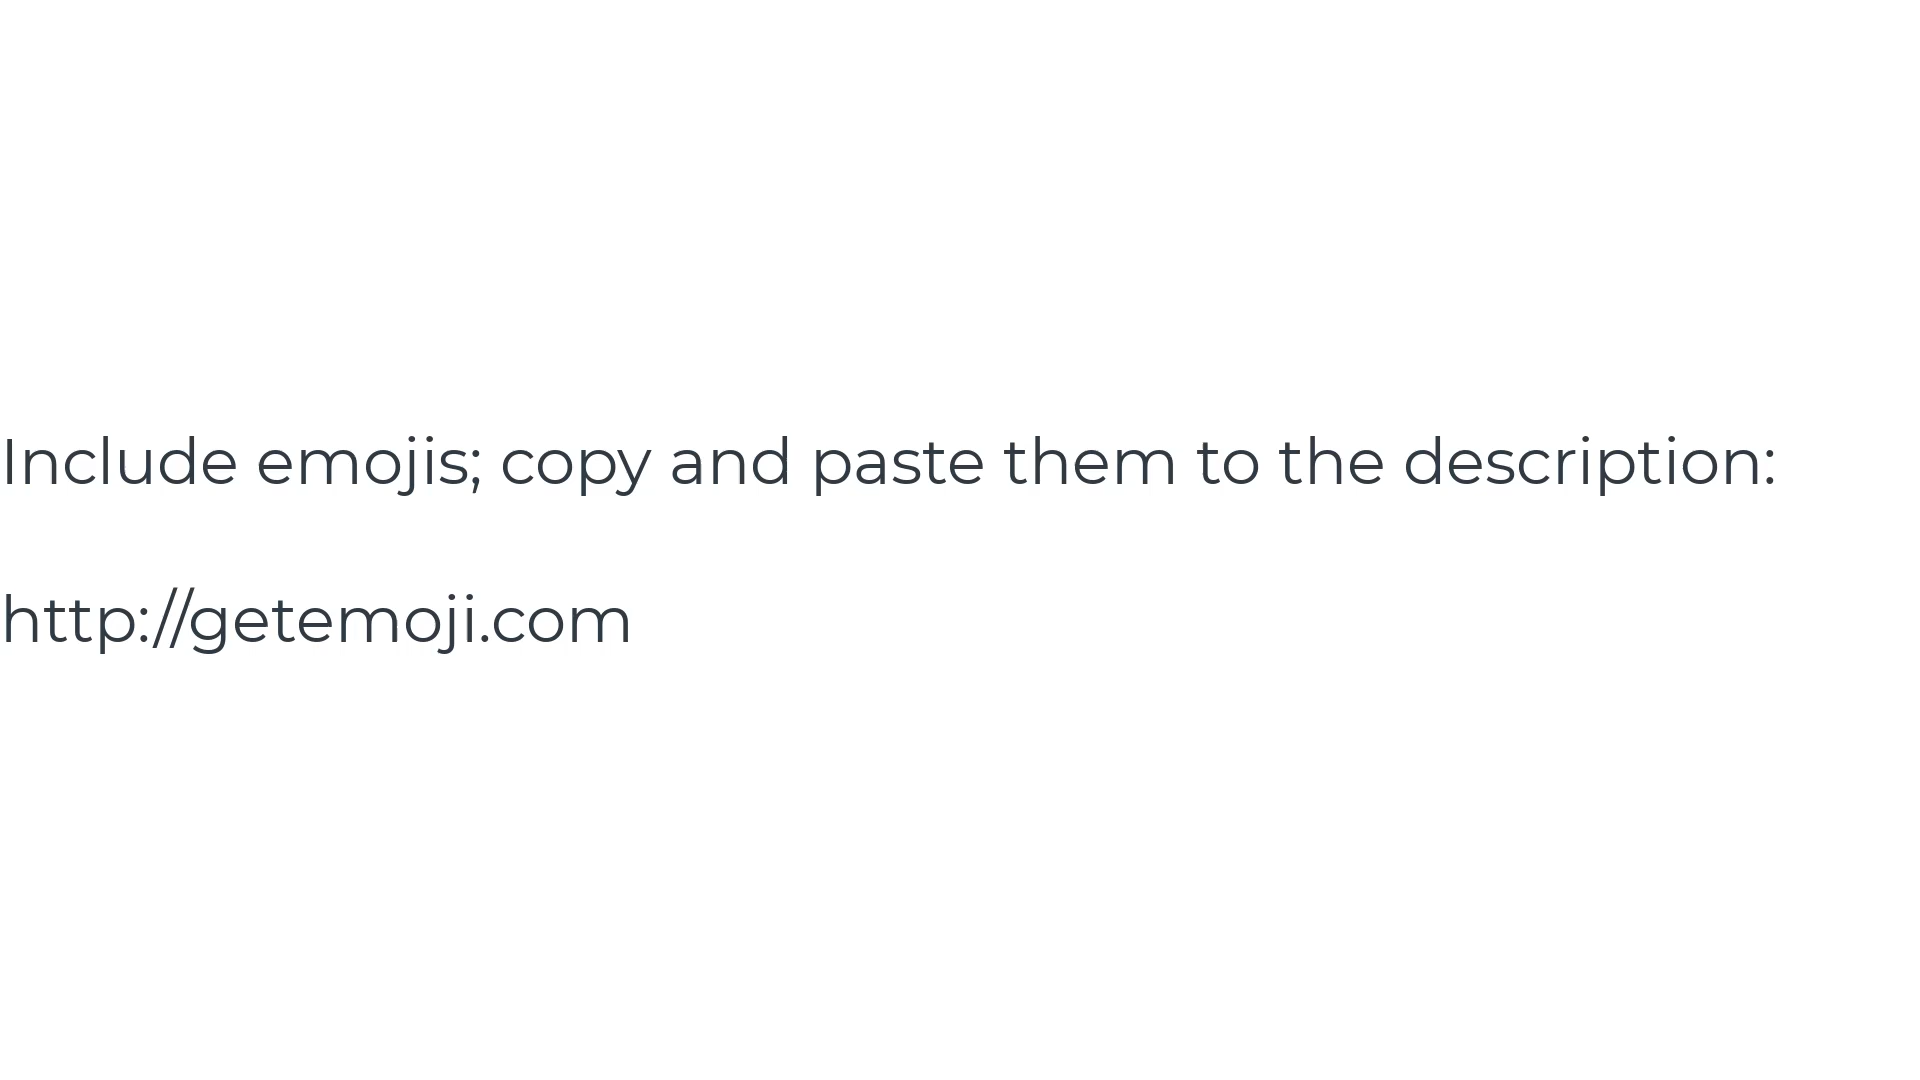 Include emojis; copy and paste them to the description:
http://getemoji.com